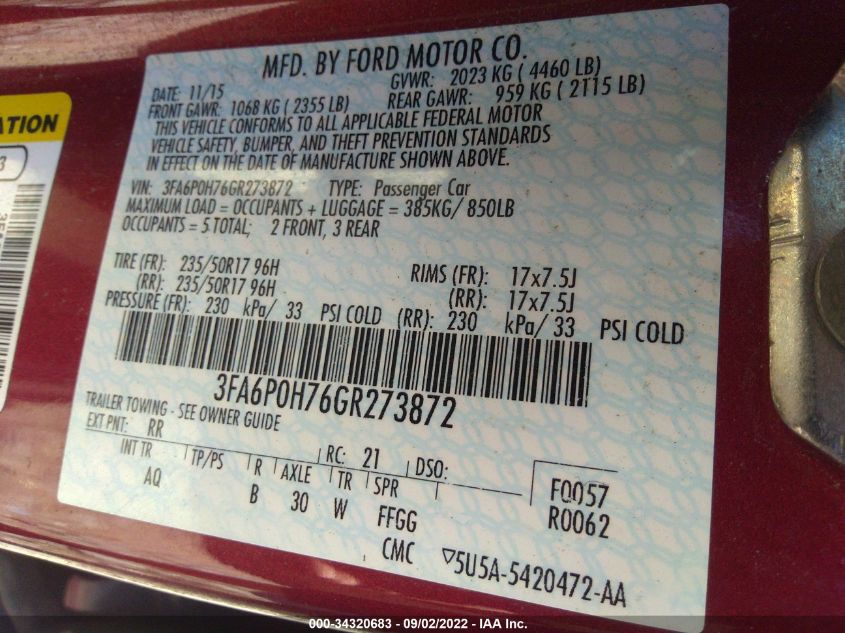 MFD. BY FORD MOTOR CO.
DATE: 11/15 GVWR: 2023 KG ( 4460 LB)
FRONT GAWR: 1068 KG ( 2355 LB) REAR GAWR: 959 KG ( 2115 LB)
THIS VEHICLE CONFORMS TO ALL APPLICABLE FEDERAL MOTOR
VEHICLE SAFETY, BUMPER, AND THEFT PREVENTION STANDARDS
IN EFFECT ON THE DATE OF MANUFACTURE SHOWN ABOVE.
VIN: 3FA6P0H76GR273872 TYPE: Passenger Car
MAXIMUM LOAD = OCCUPANTS + LUGGAGE = 385KG/ 850LB
OCCUPANTS = 5 TOTAL; 2 FRONT, 3 REAR
TIRE (FR): 235/50R17 96H RIMS (FR): 17x7.5J
(RR): 235/50R17 96H (RR): 17x7.5J
PRESSURE (FR): 230 kPa/ 33 PSI COLD (RR): 230 kPa/ 33 PSI COLD
3FA6P0H76GR273872
TRAILER TOWING - SEE OWNER GUIDE
EXT PNT: RR RC: 21 DSO:
INT TR TP/PS R AXLE TR SPR
AQ B 30 W FFGG
F0057
R0062
CMC 5U5A-5420472-AA
000-34320683 - 09/02/2022 - IAA Inc.